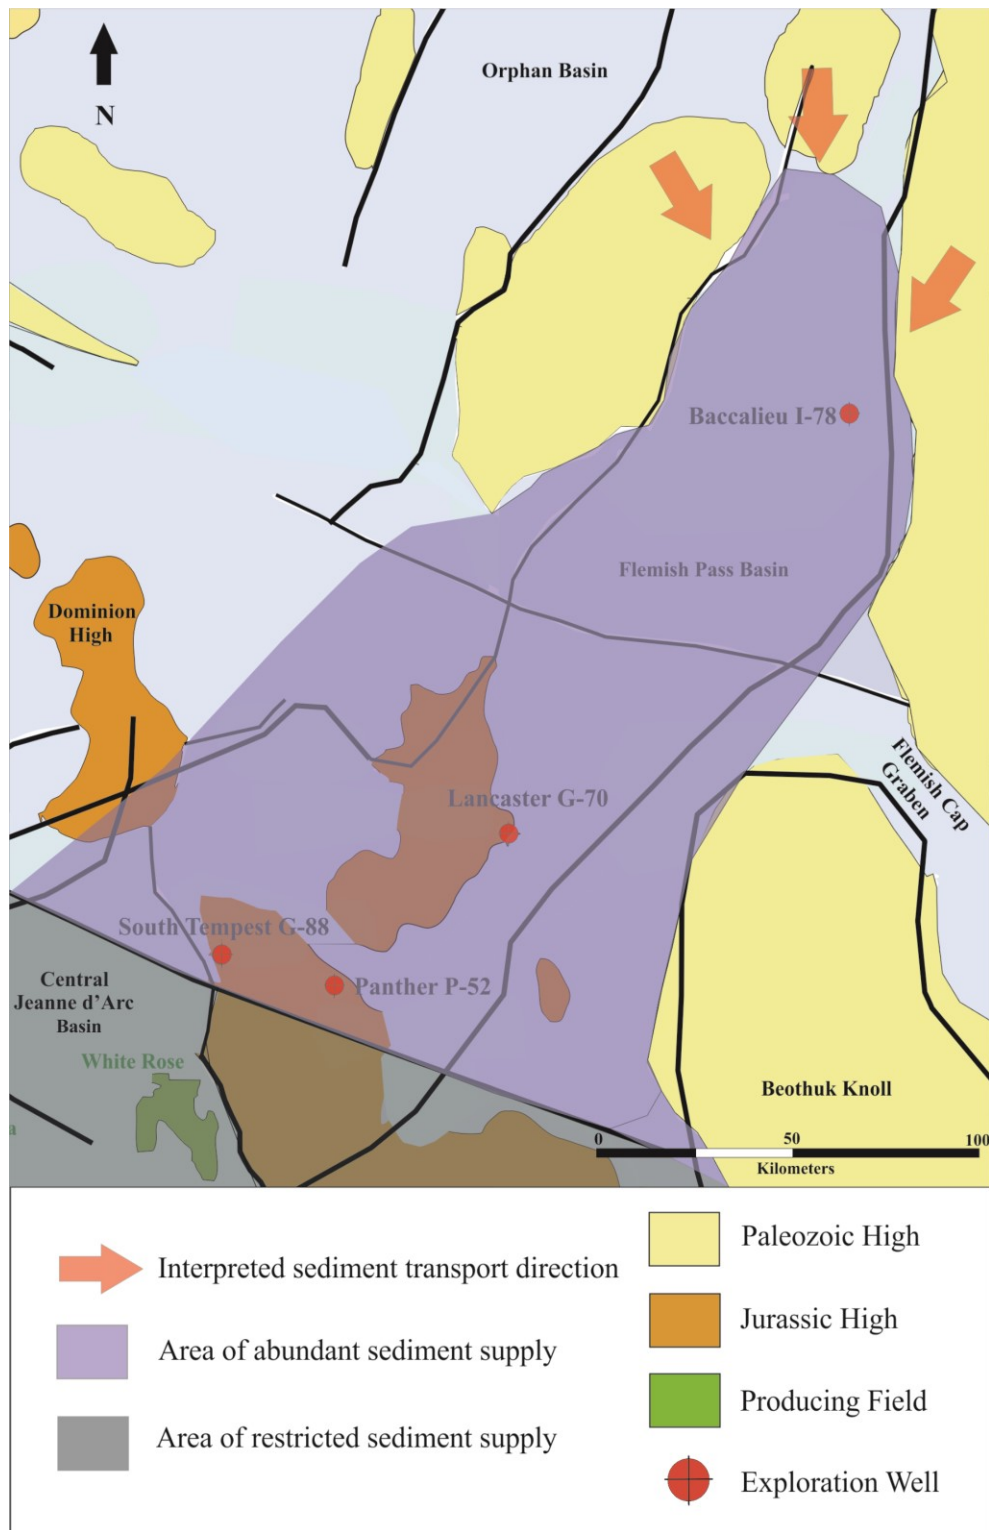 Orphan Basin
N
Baccalieu I-78
Flemish Pass Basin
Dominion
High
Flemish Cap
Graben
Lancaster G-70
South Tempest G-88
Panther P-52
Central
Jeanne d'Arc
Basin
White Rose
a
Beothuk Knoll
0 50 100
Kilometers
Interpreted sediment transport direction
Area of abundant sediment supply
Area of restricted sediment supply
Paleozoic High
Jurassic High
Producing Field
Exploration Well